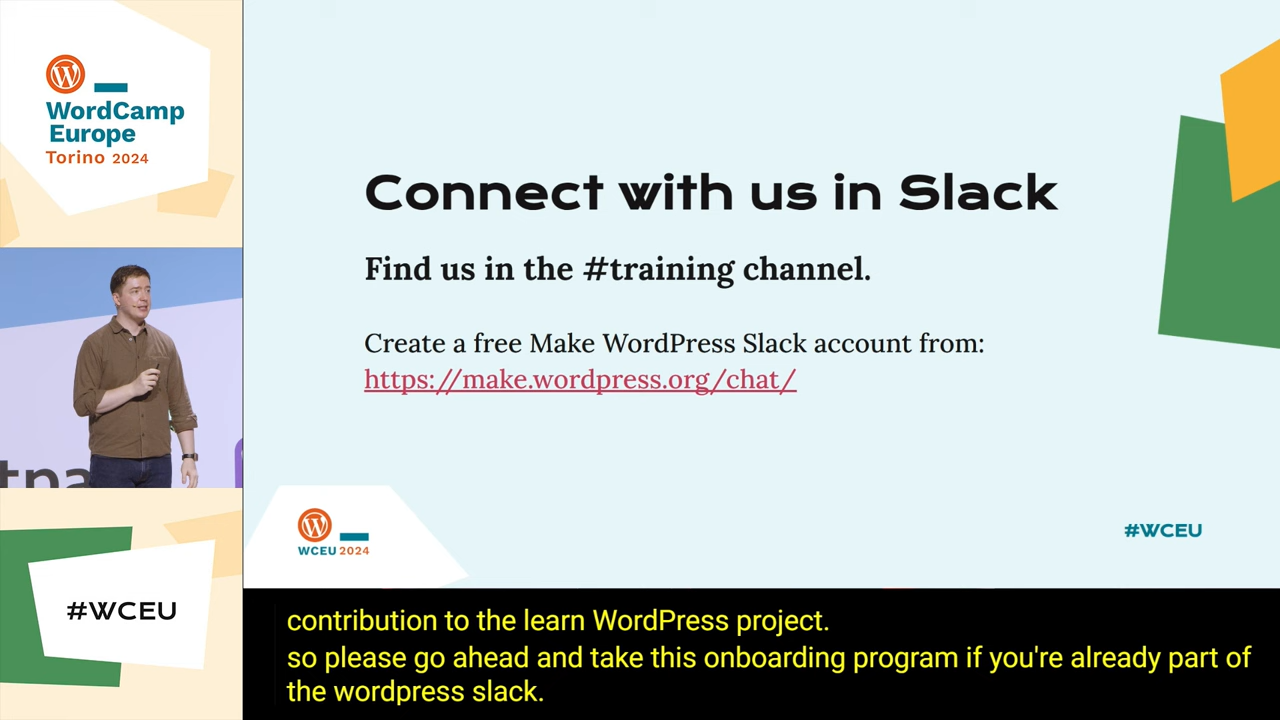 WordCamp
Europe
Torino 2024
Connect with us in Slack
Find us in the #training channel.
Create a free Make WordPress Slack account from:
https://make.wordpress.org/chat/
WCEU 2024
#WCEU
#WCEU
contribution to the learn WordPress project.
so please go ahead and take this onboarding program if you're already part of
the wordpress slack.